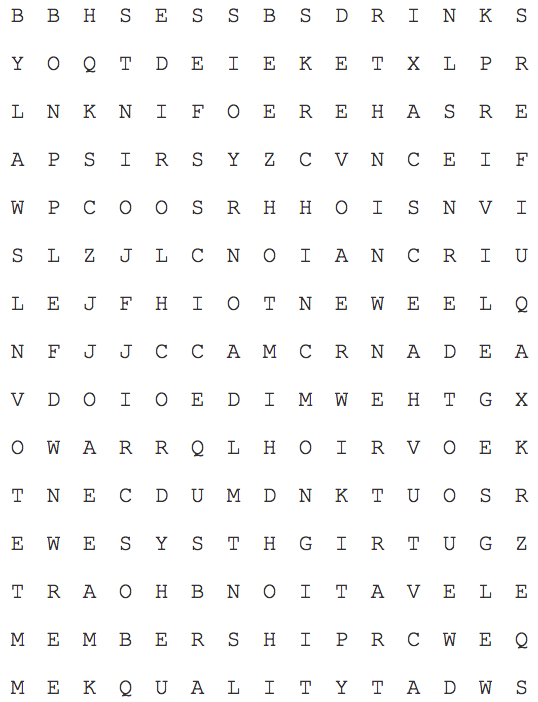 B B H S E S S B S D R I N K S
Y O Q T D E I E K E T X L P R
L N K N I F O E R E H A S R E
A P S I R S Y Z C V N C E I F
W P C O O S R H H O I S N V I
S L Z J L C N O I A N C R I U
L E J F H I O T N E W E E L Q
N F J J C C A M C R N A D E A
V D O I O E D I M W E H T G X
O W A R R Q L H O I R V O E K
T N E C D U M D N K T U O S R
E W E S Y S T H G I R T U G Z
T R A O H B N O I T A V E L E
M E M B E R S H I P R C W E Q
M E K Q U A L I T Y T A D W S